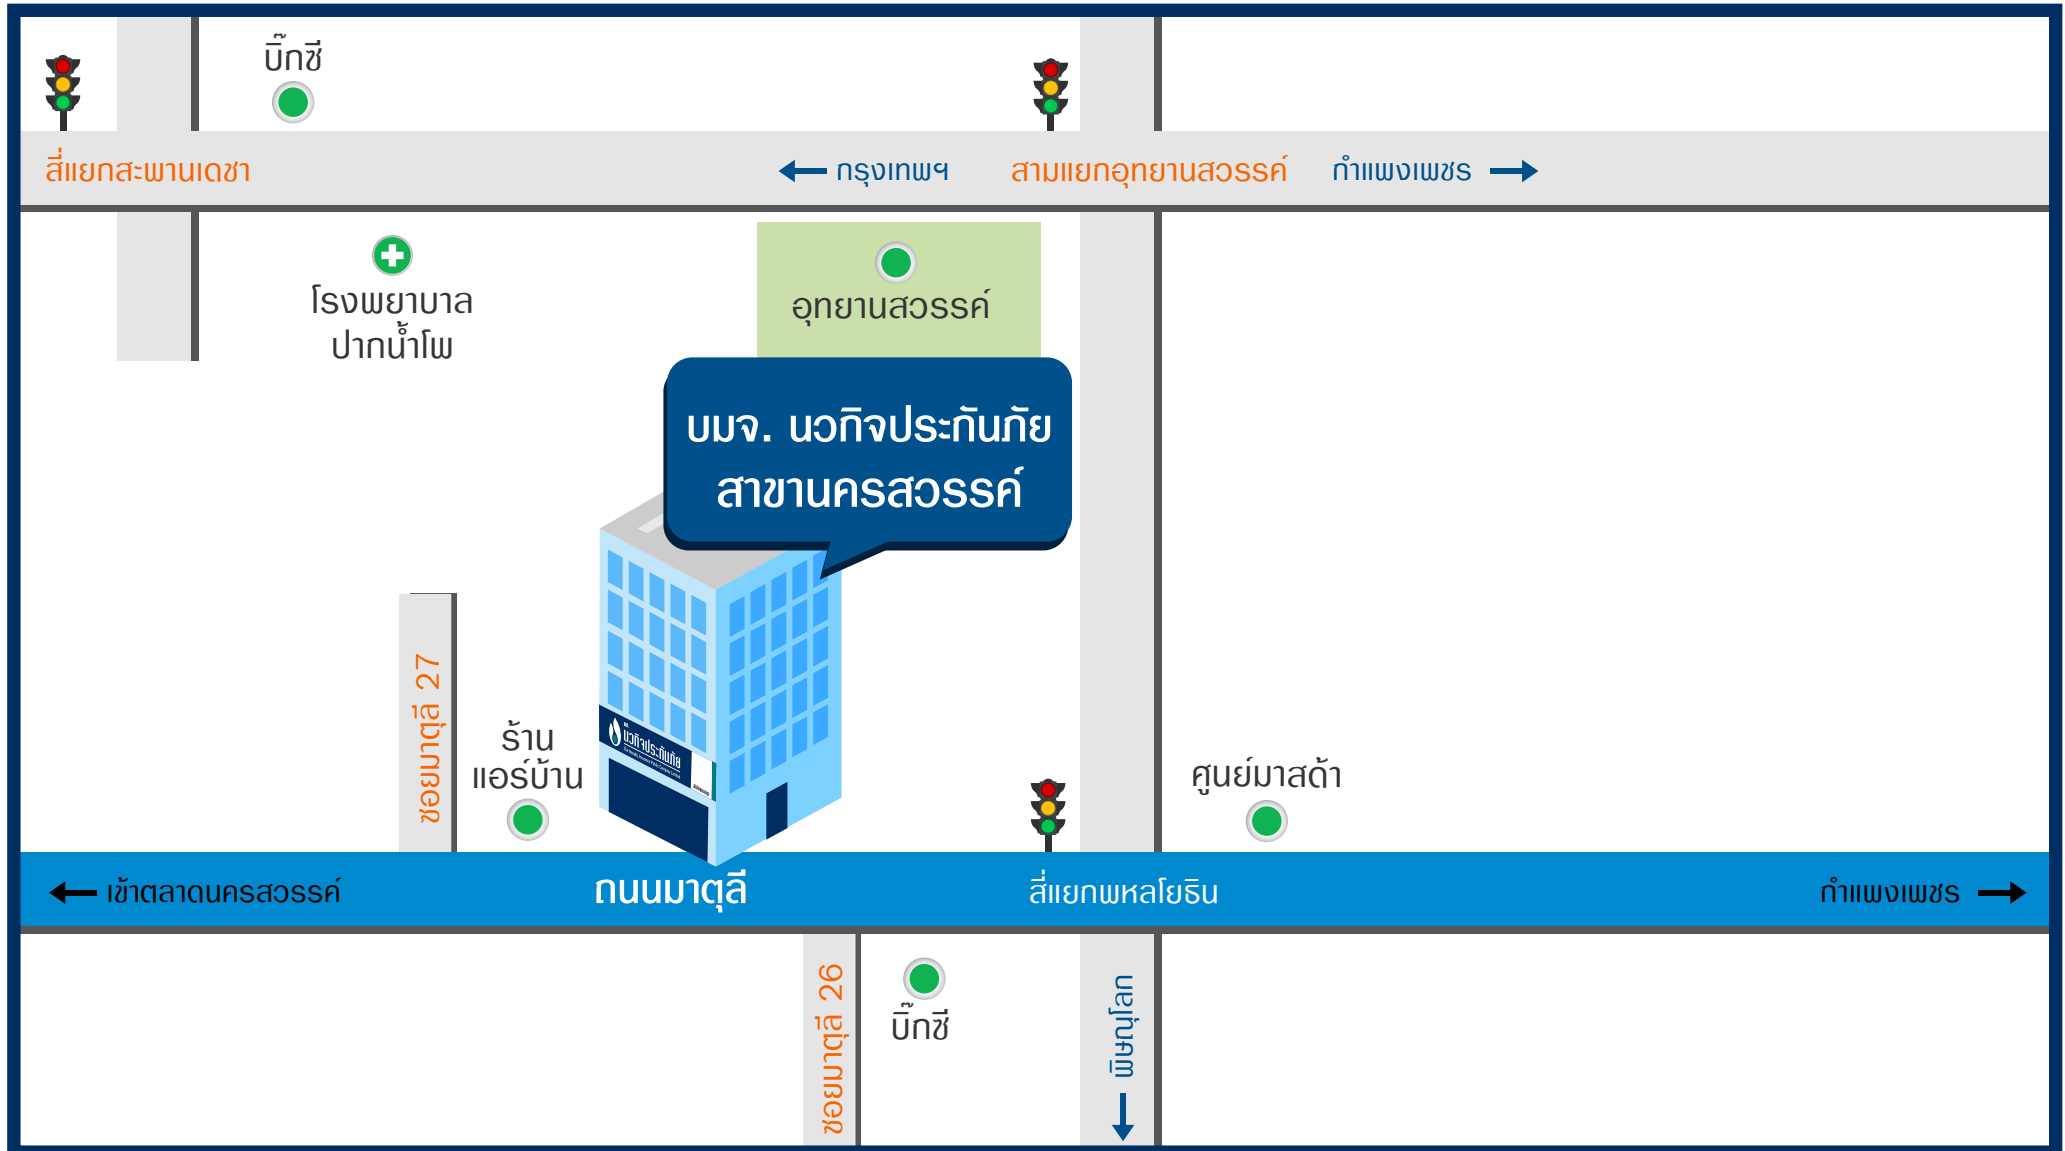 บิ๊กซี
สี่แยกสะพานเดชา
กรุงเทพฯ
สามแยกอุทยานสวรรค์
กำแพงเพชร
โรงพยาบาล
ปากน้ำโพ
อุทยานสวรรค์
บมจ. นวกิจประกันภัย
สาขานครสวรรค์
ซอยมาตุลี 27
ร้าน
แอร์บ้าน
นวกิจประกันภัย
ศูนย์มาสด้า
เข้าตลาดนครสวรรค์
ถนนมาตุลี
สี่แยกพหลโยธิน
กำแพงเพชร
ซอยมาตุลี 26
บิ๊กซี
พิษณุโลก